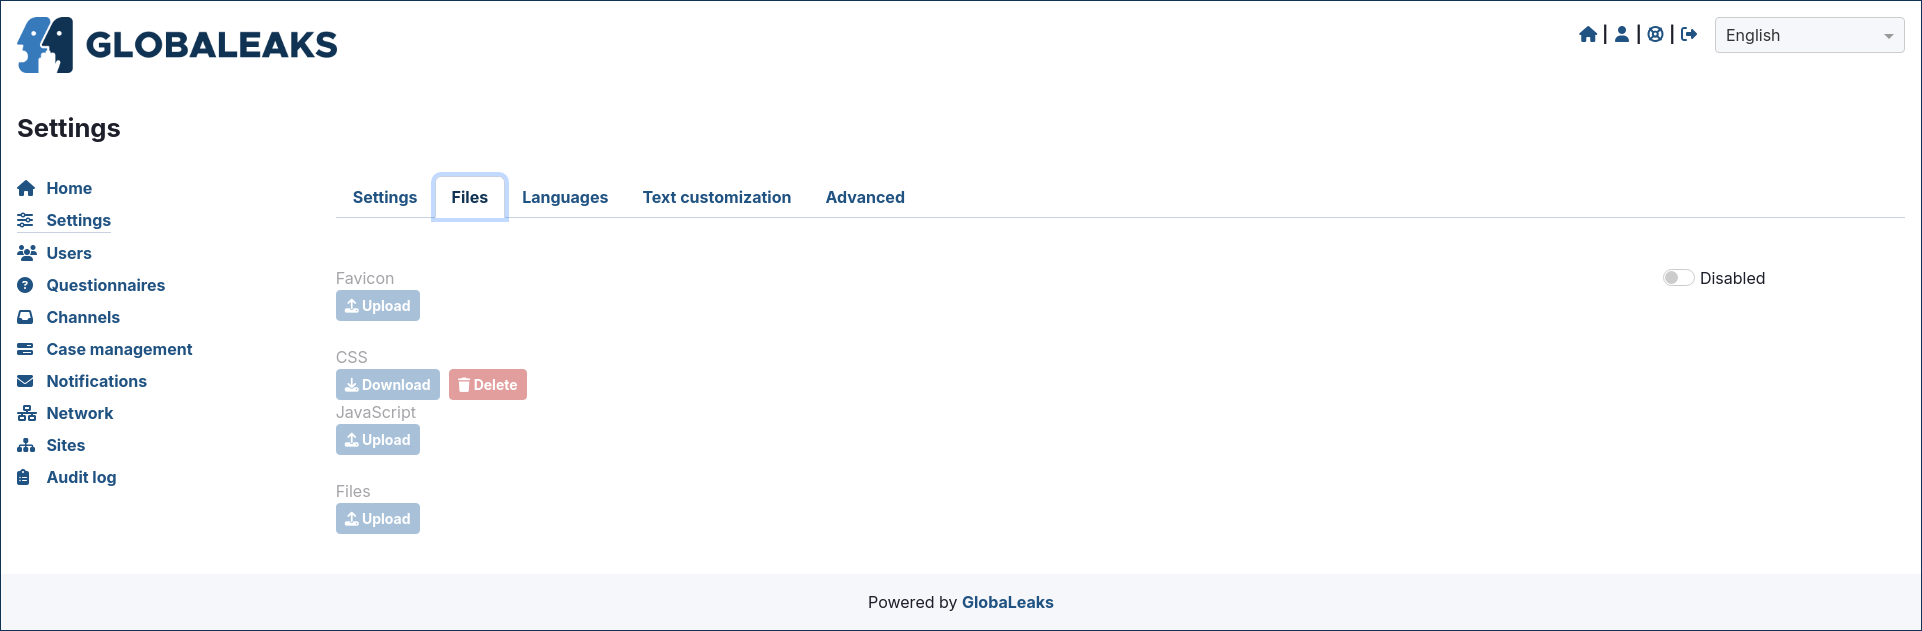 GLOBALEAKS
| | |
English
Settings
Home
Settings
Users
Questionnaires
Channels
Case management
Notifications
Network
Sites
Audit log
Settings Files Languages Text customization Advanced
Favicon
Disabled
Upload
CSS
Download Delete
JavaScript
Upload
Files
Upload
Powered by GlobaLeaks